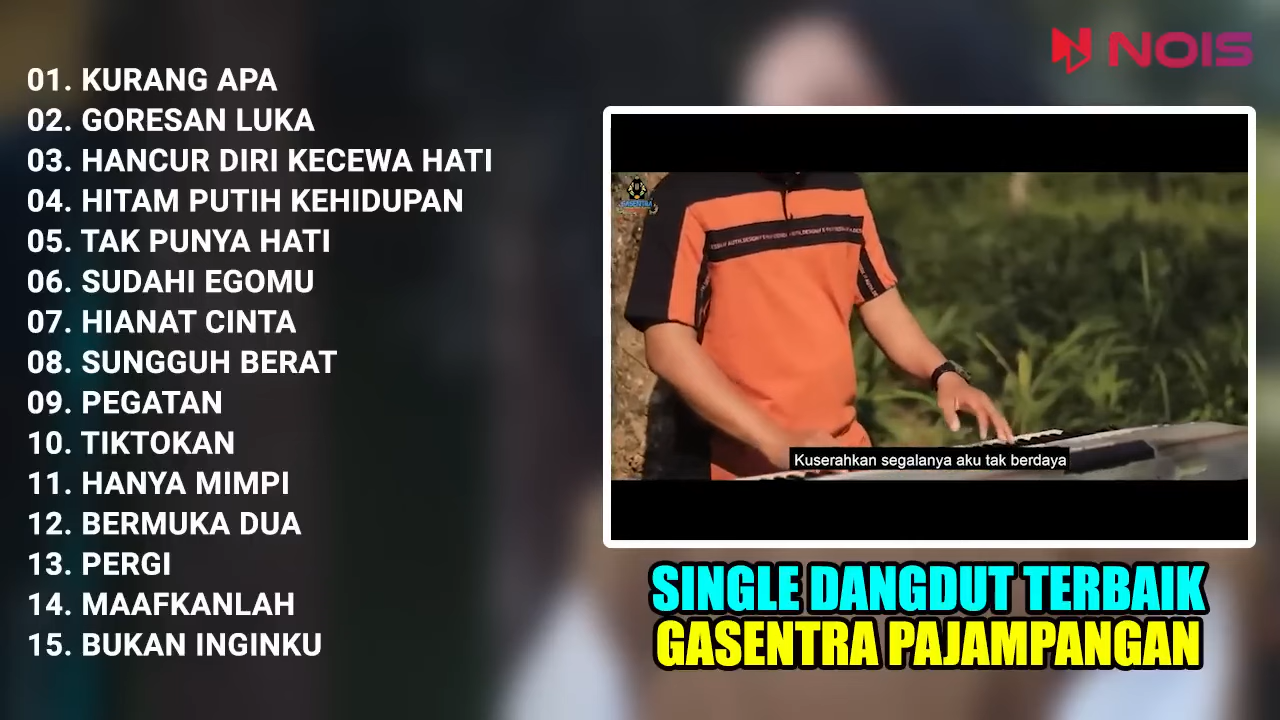 NOIS
01. KURANG APA
02. GORESAN LUKA
03. HANCUR DIRI KECEWA HATI
04. HITAM PUTIH KEHIDUPAN
05. TAK PUNYA HATI
06. SUDAHI EGOMU
07. HIANAT CINTA
08. SUNGGUH BERAT
09. PEGATAN
10. TIKTOKAN
11. HANYA MIMPI
12. BERMUKA DUA
13. PERGI
14. MAAFKANLAH
15. BUKAN INGINKU
GASENTRA
Kuserahkan segalanya aku tak berdaya
SINGLE DANGDUT TERBAIK
GASENTRA PAJAMPANGAN